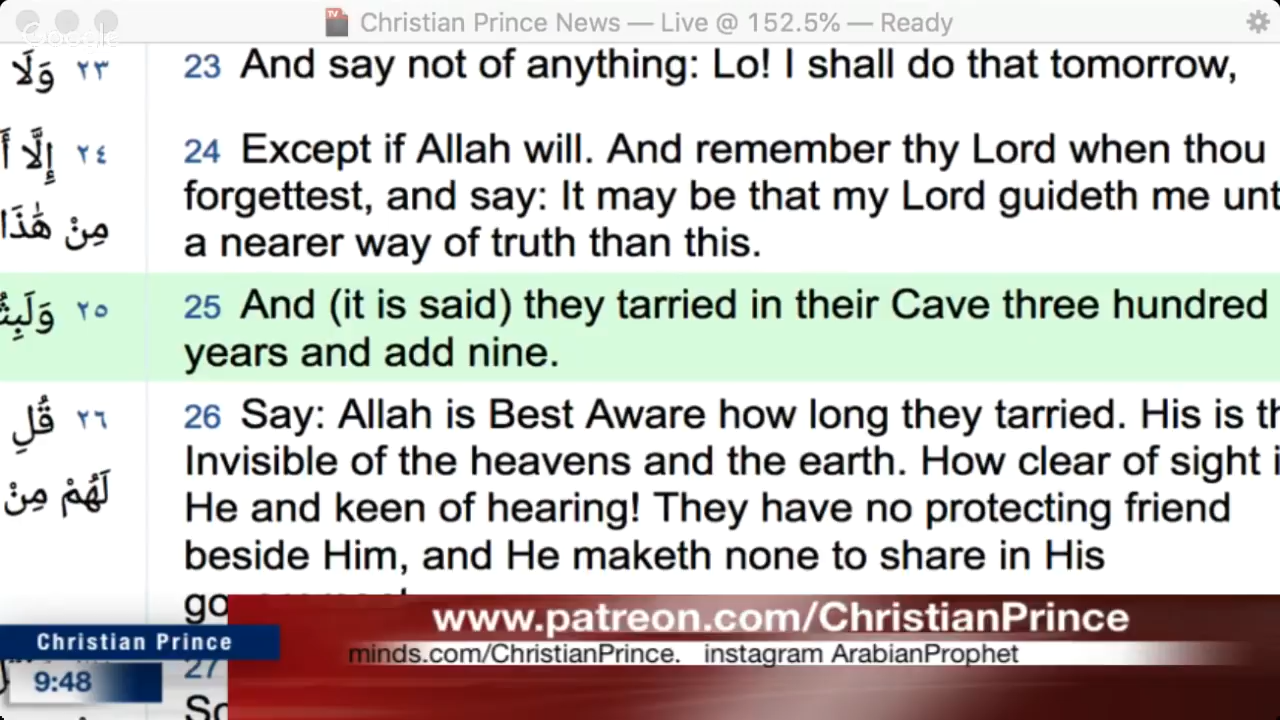 Christian Prince News — Live @ 152.5% — Ready
Google
23 And say not of anything: Lo! I shall do that tomorrow,
٢٣ وَلَا
24 Except if Allah will. And remember thy Lord when thou
٢٤ إِلَّا أَ
forgettest, and say: It may be that my Lord guideth me unt
مِنْ هَٰذَا
a nearer way of truth than this.
25 And (it is said) they tarried in their Cave three hundred
٢٥ وَلَبِثُ
years and add nine.
26 Say: Allah is Best Aware how long they tarried. His is th
٢٦ قُلِ
Invisible of the heavens and the earth. How clear of sight i
لَهُمْ مِنْ
He and keen of hearing! They have no protecting friend
beside Him, and He maketh none to share in His
www.patreon.com/ChristianPrince
Christian Prince
minds.com/ChristianPrince. instagram ArabianProphet
27
9:48